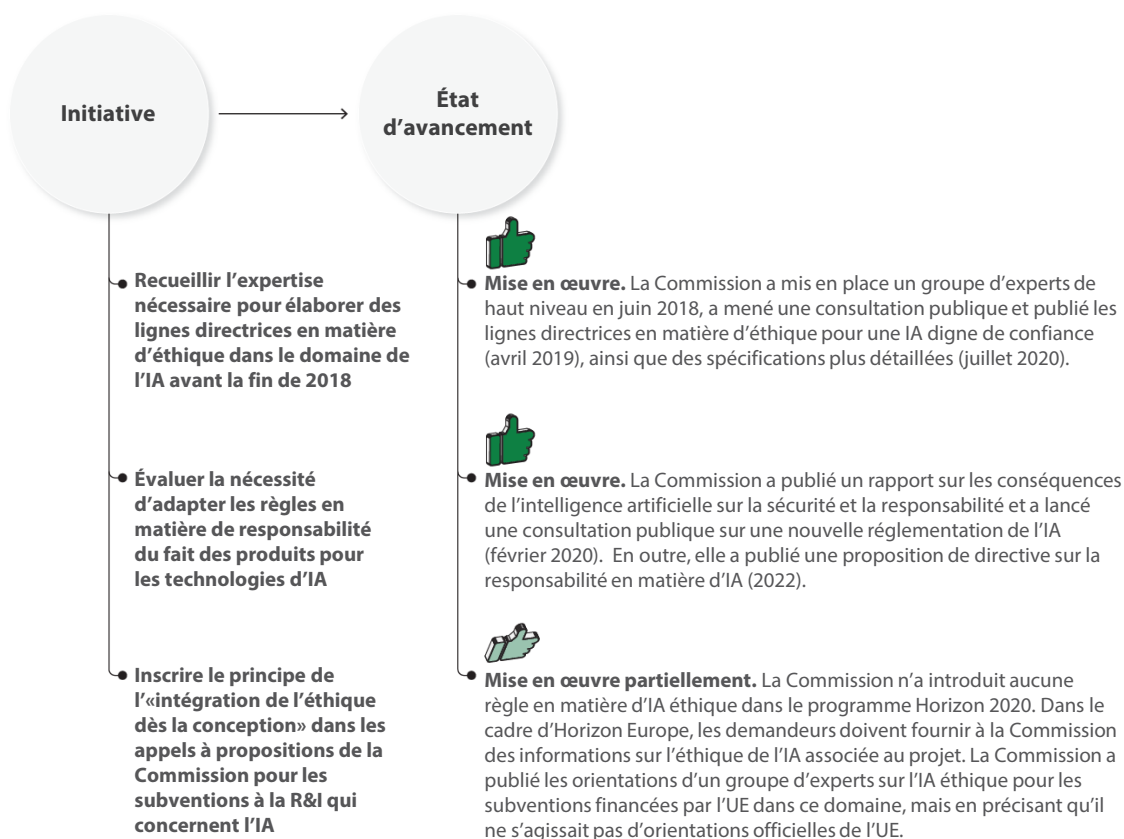 Initiative
État
d’avancement
Recueillir l’expertise
nécessaire pour élaborer des
lignes directrices en matière
d’éthique dans le domaine de
l’IA avant la fin de 2018
Mise en œuvre. La Commission a mis en place un groupe d’experts de
haut niveau en juin 2018, a mené une consultation publique et publié les
lignes directrices en matière d’éthique pour une IA digne de confiance
(avril 2019), ainsi que des spécifications plus détaillées (juillet 2020).
Évaluer la nécessité
d’adapter les règles en
matière de responsabilité
du fait des produits pour
les technologies d’IA
Mise en œuvre. La Commission a publié un rapport sur les conséquences
de l’intelligence artificielle sur la sécurité et la responsabilité et a lancé
une consultation publique sur une nouvelle réglementation de l’IA
(février 2020). En outre, elle a publié une proposition de directive sur la
responsabilité en matière d’IA (2022).
Inscrire le principe de
l’«intégration de l’éthique
dès la conception» dans les
appels à propositions de la
Commission pour les
subventions à la R&I qui
concernent l’IA
Mise en œuvre partiellement. La Commission n’a introduit aucune
règle en matière d’IA éthique dans le programme Horizon 2020. Dans le
cadre d’Horizon Europe, les demandeurs doivent fournir à la Commission
des informations sur l’éthique de l’IA associée au projet. La Commission a
publié les orientations d’un groupe d’experts sur l’IA éthique pour les
subventions financées par l’UE dans ce domaine, mais en précisant qu’il
ne s’agissait pas d’orientations officielles de l’UE.